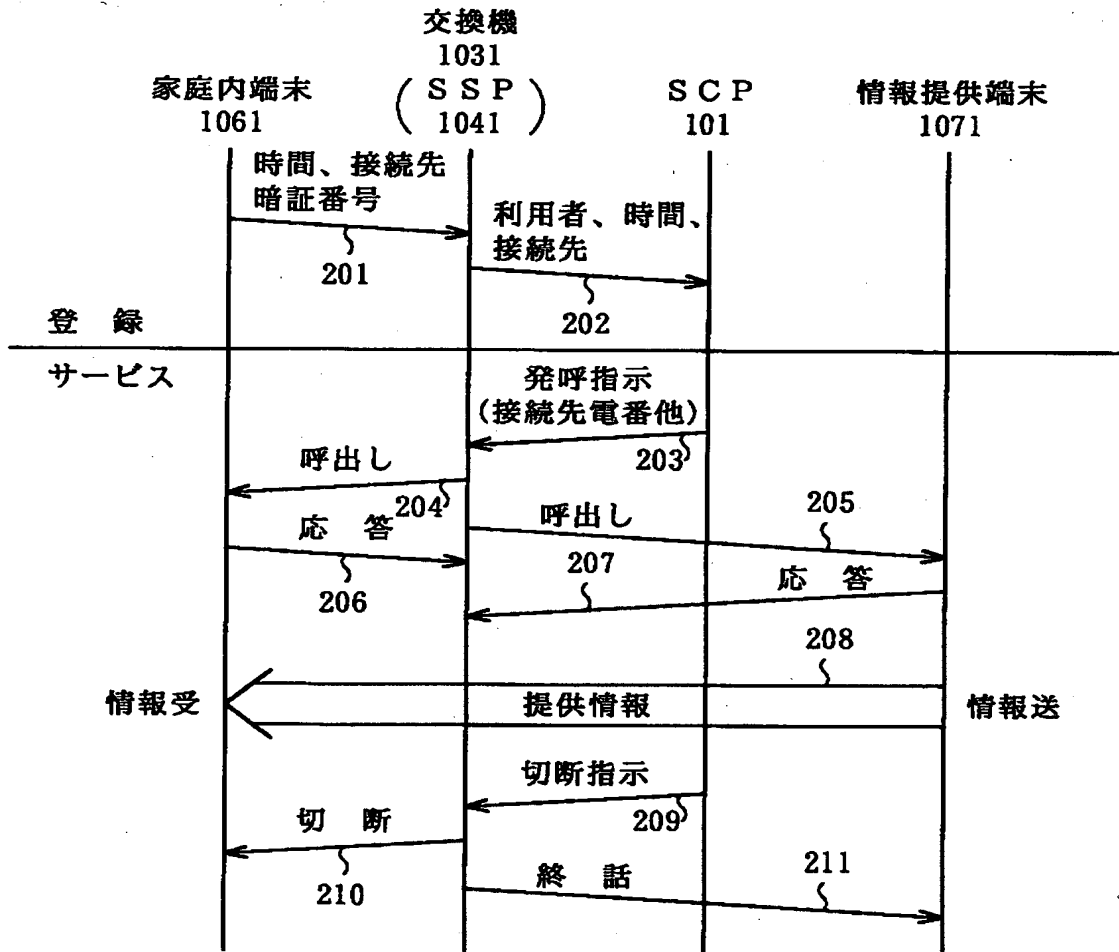 交換機
1031
家庭内端末
1061
(SSP
1041)
SCP
101
情報提供端末
1071
時間、接続先
暗証番号
201
利用者、時間、
接続先
202
登 録
サービス
発呼指示
(接続先電番他)
203
呼出し
204
呼出し
205
応 答
206
207
応 答
208
情報受
提供情報
情報送
切断指示
209
切 断
210
終 話
211